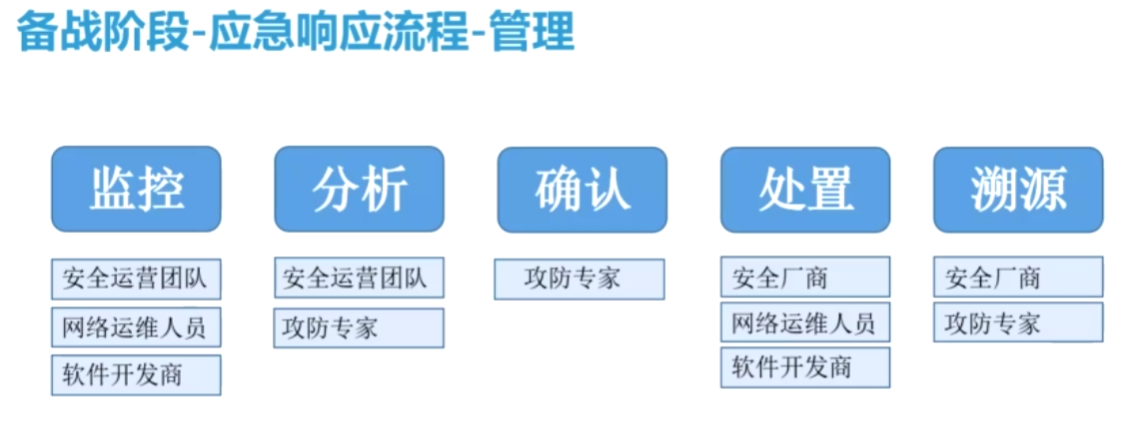 备战阶段-应急响应流程-管理
监控
分析
确认
处置
溯源
安全运营团队
安全运营团队
攻防专家
安全厂商
安全厂商
网络运维人员
攻防专家
网络运维人员
攻防专家
软件开发商
软件开发商